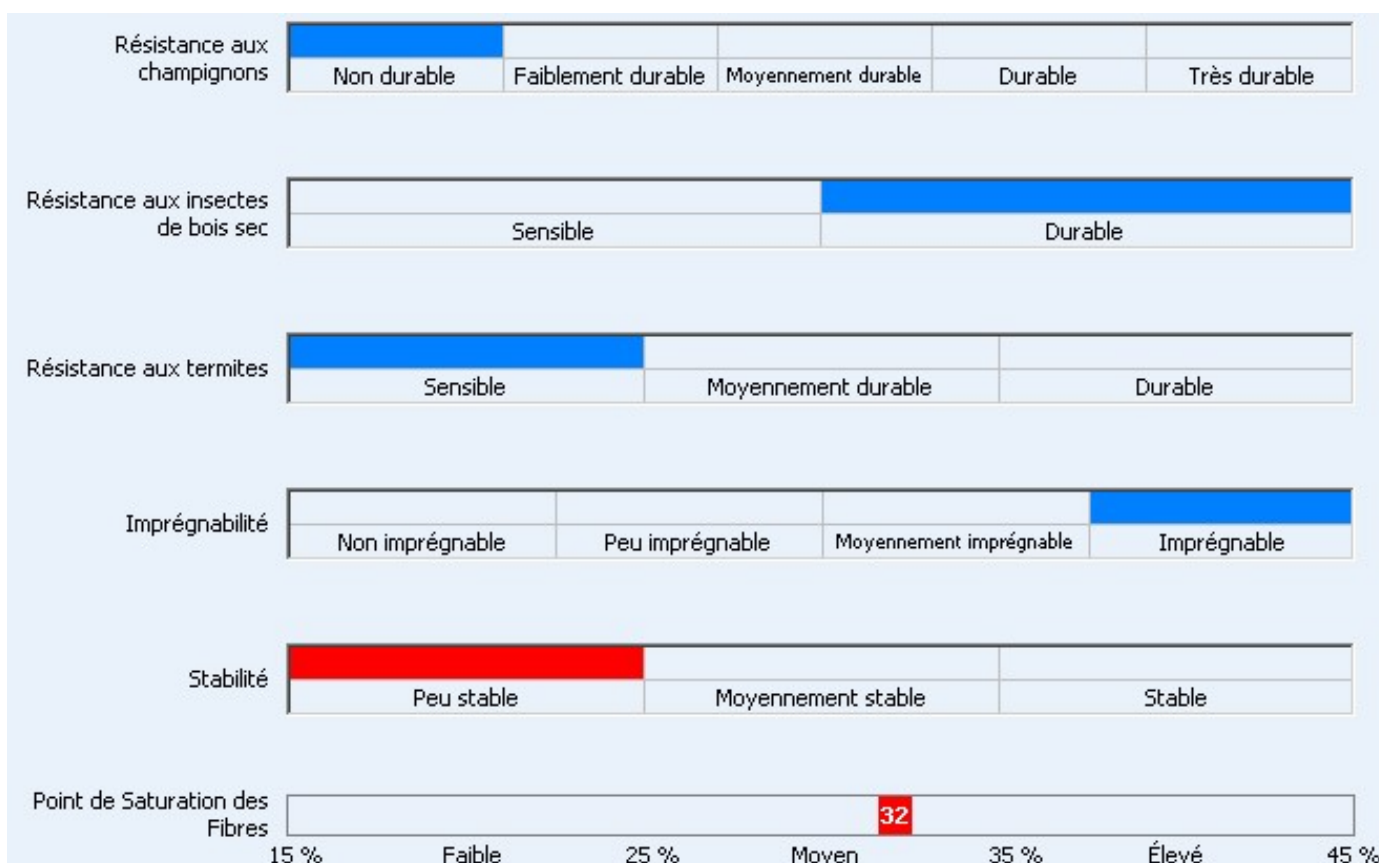 Résistance aux
champignons
Non durable Faiblement durable Moyennement durable Durable Très durable
Résistance aux insectes
de bois sec
Sensible Durable
Résistance aux termites
Sensible Moyennement durable Durable
Imprégnabilité
Non imprégnable Peu imprégnable Moyennement imprégnable Imprégnable
Stabilité
Peu stable Moyennement stable Stable
Point de Saturation des
Fibres
32
15 % Faible 25 % Moyen 35 % Élevé 45 %